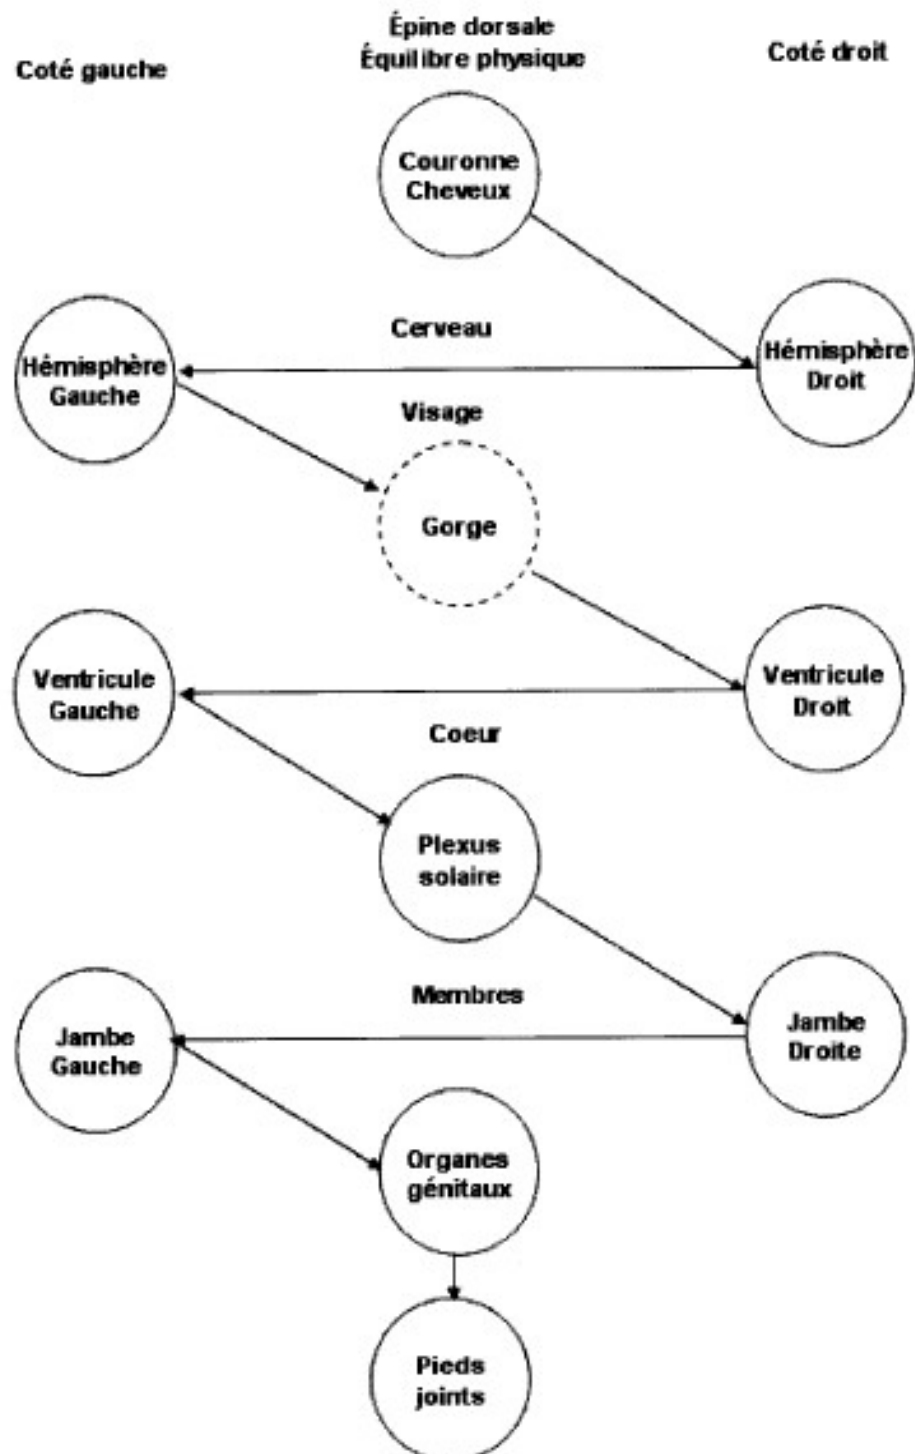 Épine dorsale
Équilibre physique
Coté gauche
Coté droit
Couronne
Cheveux
Cerveau
Hémisphère
Gauche
Hémisphère
Droit
Visage
Gorge
Ventricule
Gauche
Ventricule
Droit
Coeur
Plexus
solaire
Membres
Jambe
Gauche
Jambe
Droite
Organes
génitaux
Pieds
joints